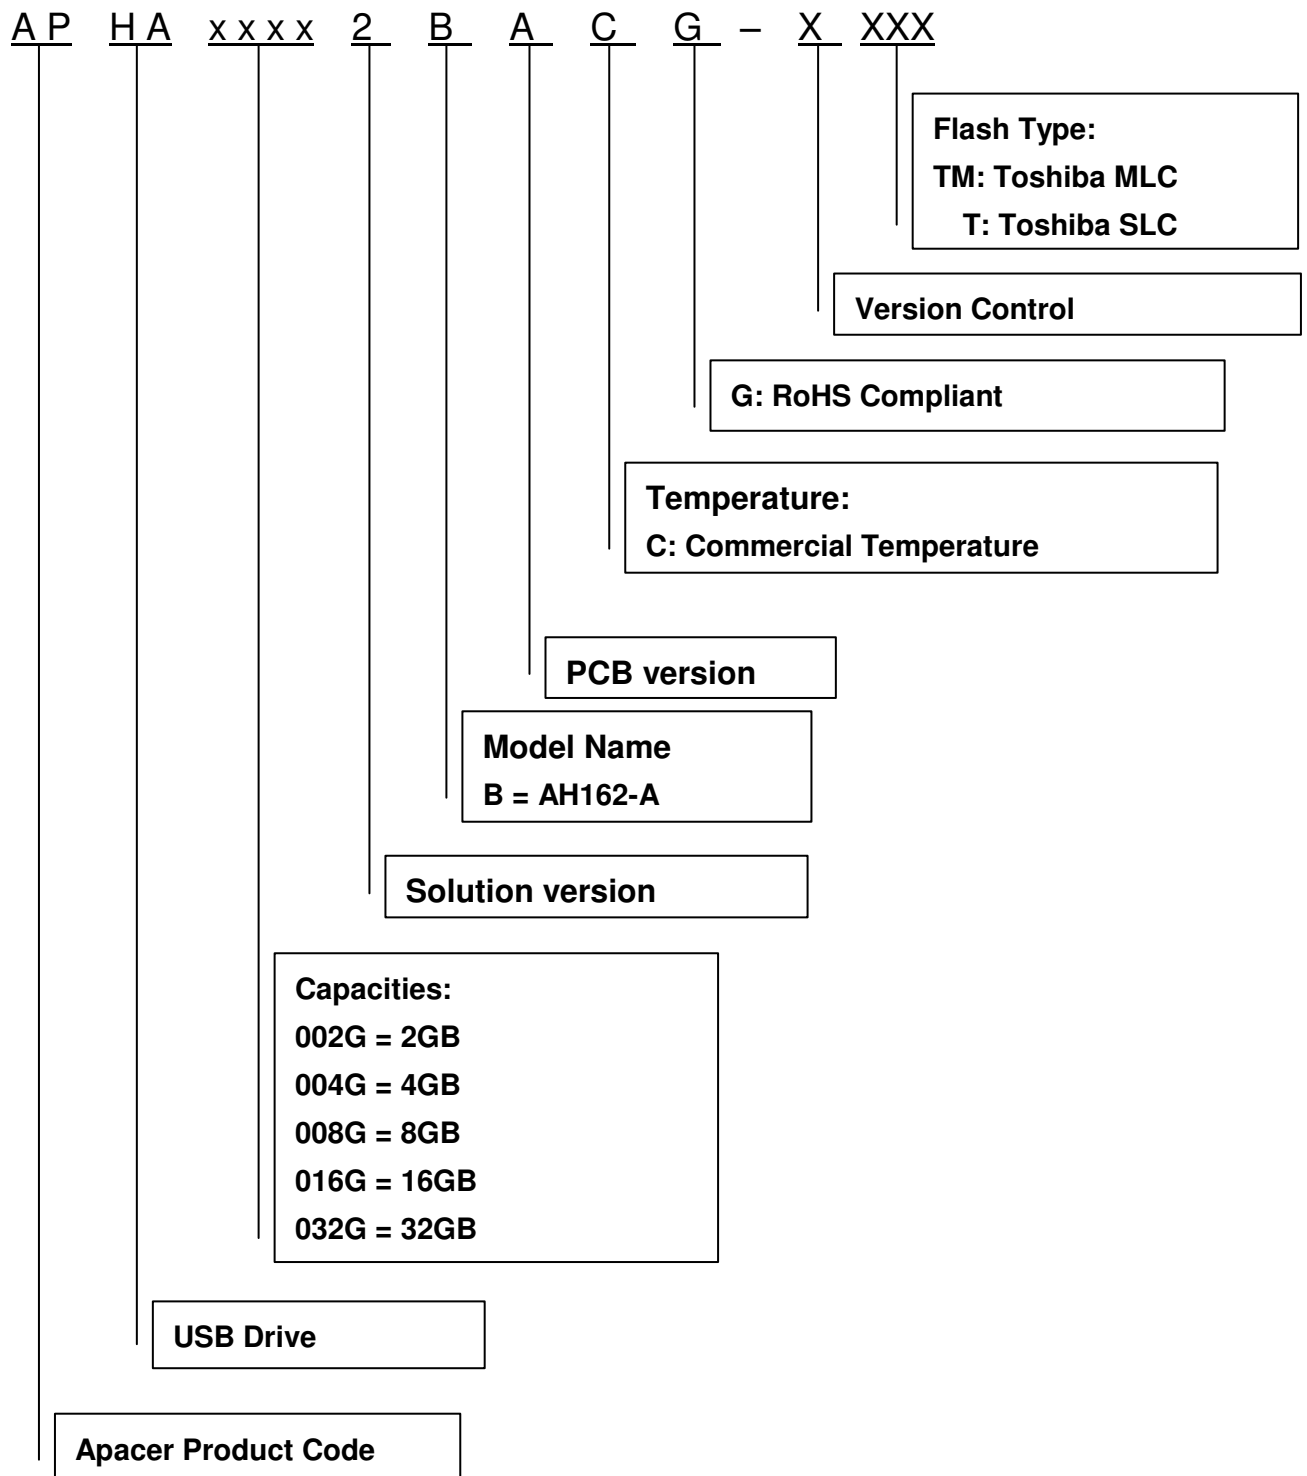 A P H A x x x x 2 B A C G – X XXX
Flash Type:
TM: Toshiba MLC
T: Toshiba SLC
Version Control
G: RoHS Compliant
Temperature:
C: Commercial Temperature
PCB version
Model Name
B = AH162-A
Solution version
Capacities:
002G = 2GB
004G = 4GB
008G = 8GB
016G = 16GB
032G = 32GB
USB Drive
Apacer Product Code